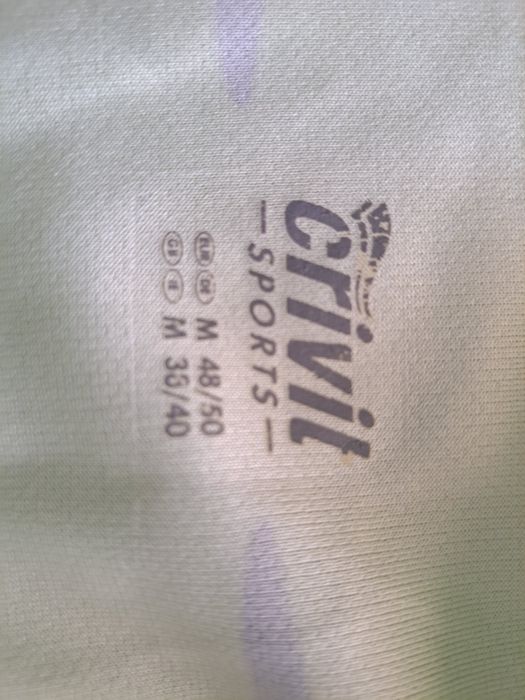 crivit
— SPORTS —
EUR DE M 48/50
GB IE M 38/40